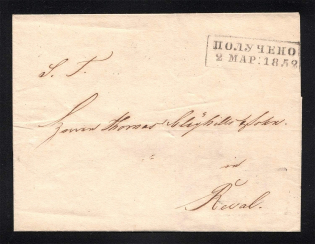 ПОЛУЧЕНО
2 МАР: 1852
S. T.
Herrn Thomas Clayhills & Sohn.
in
Reval.